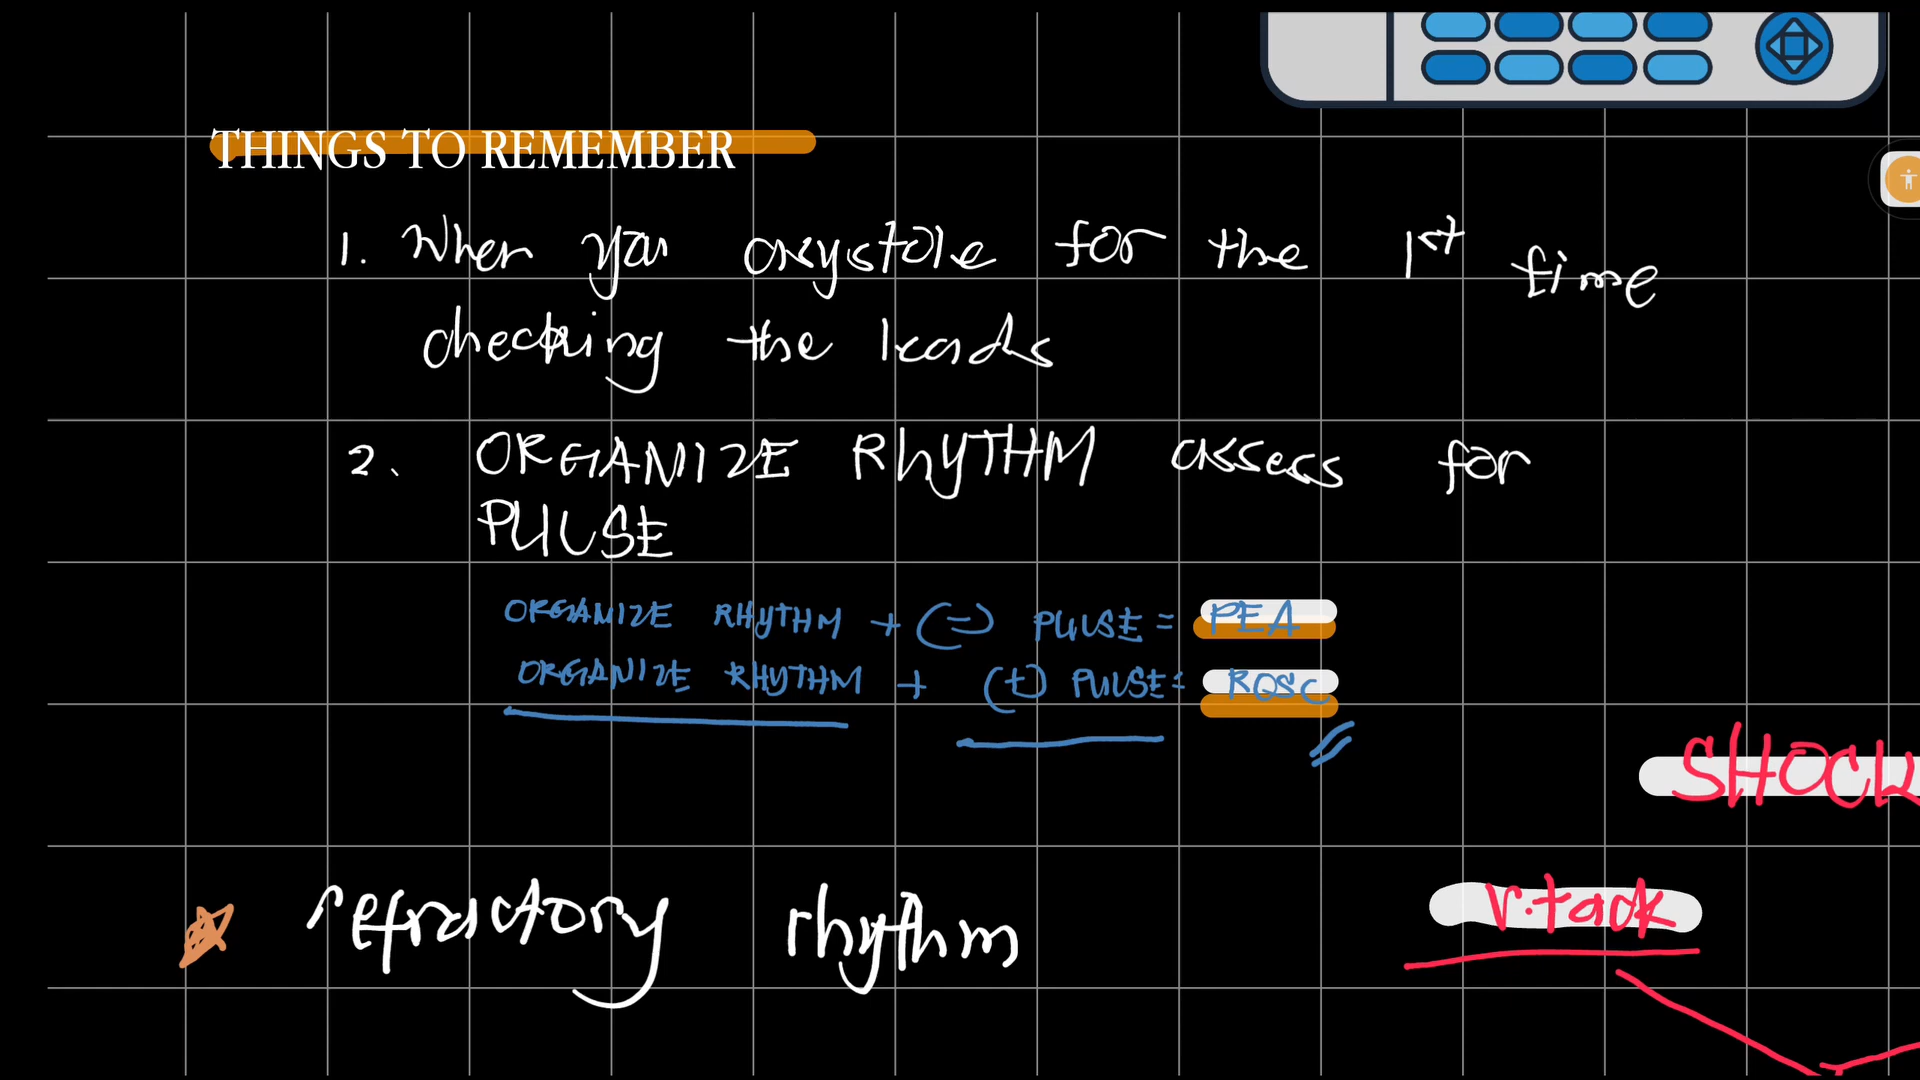 THINGS TO REMEMBER
1. When you asystole for the 1st time
checking the leads
2. ORGANIZE RHYTHM assess for
PULSE
ORGANIZE RHYTHM + (-) PULSE = PEA
ORGANIZE RHYTHM + (+) PULSE = ROSC
SHOCK
refractory rhythm
V.tack